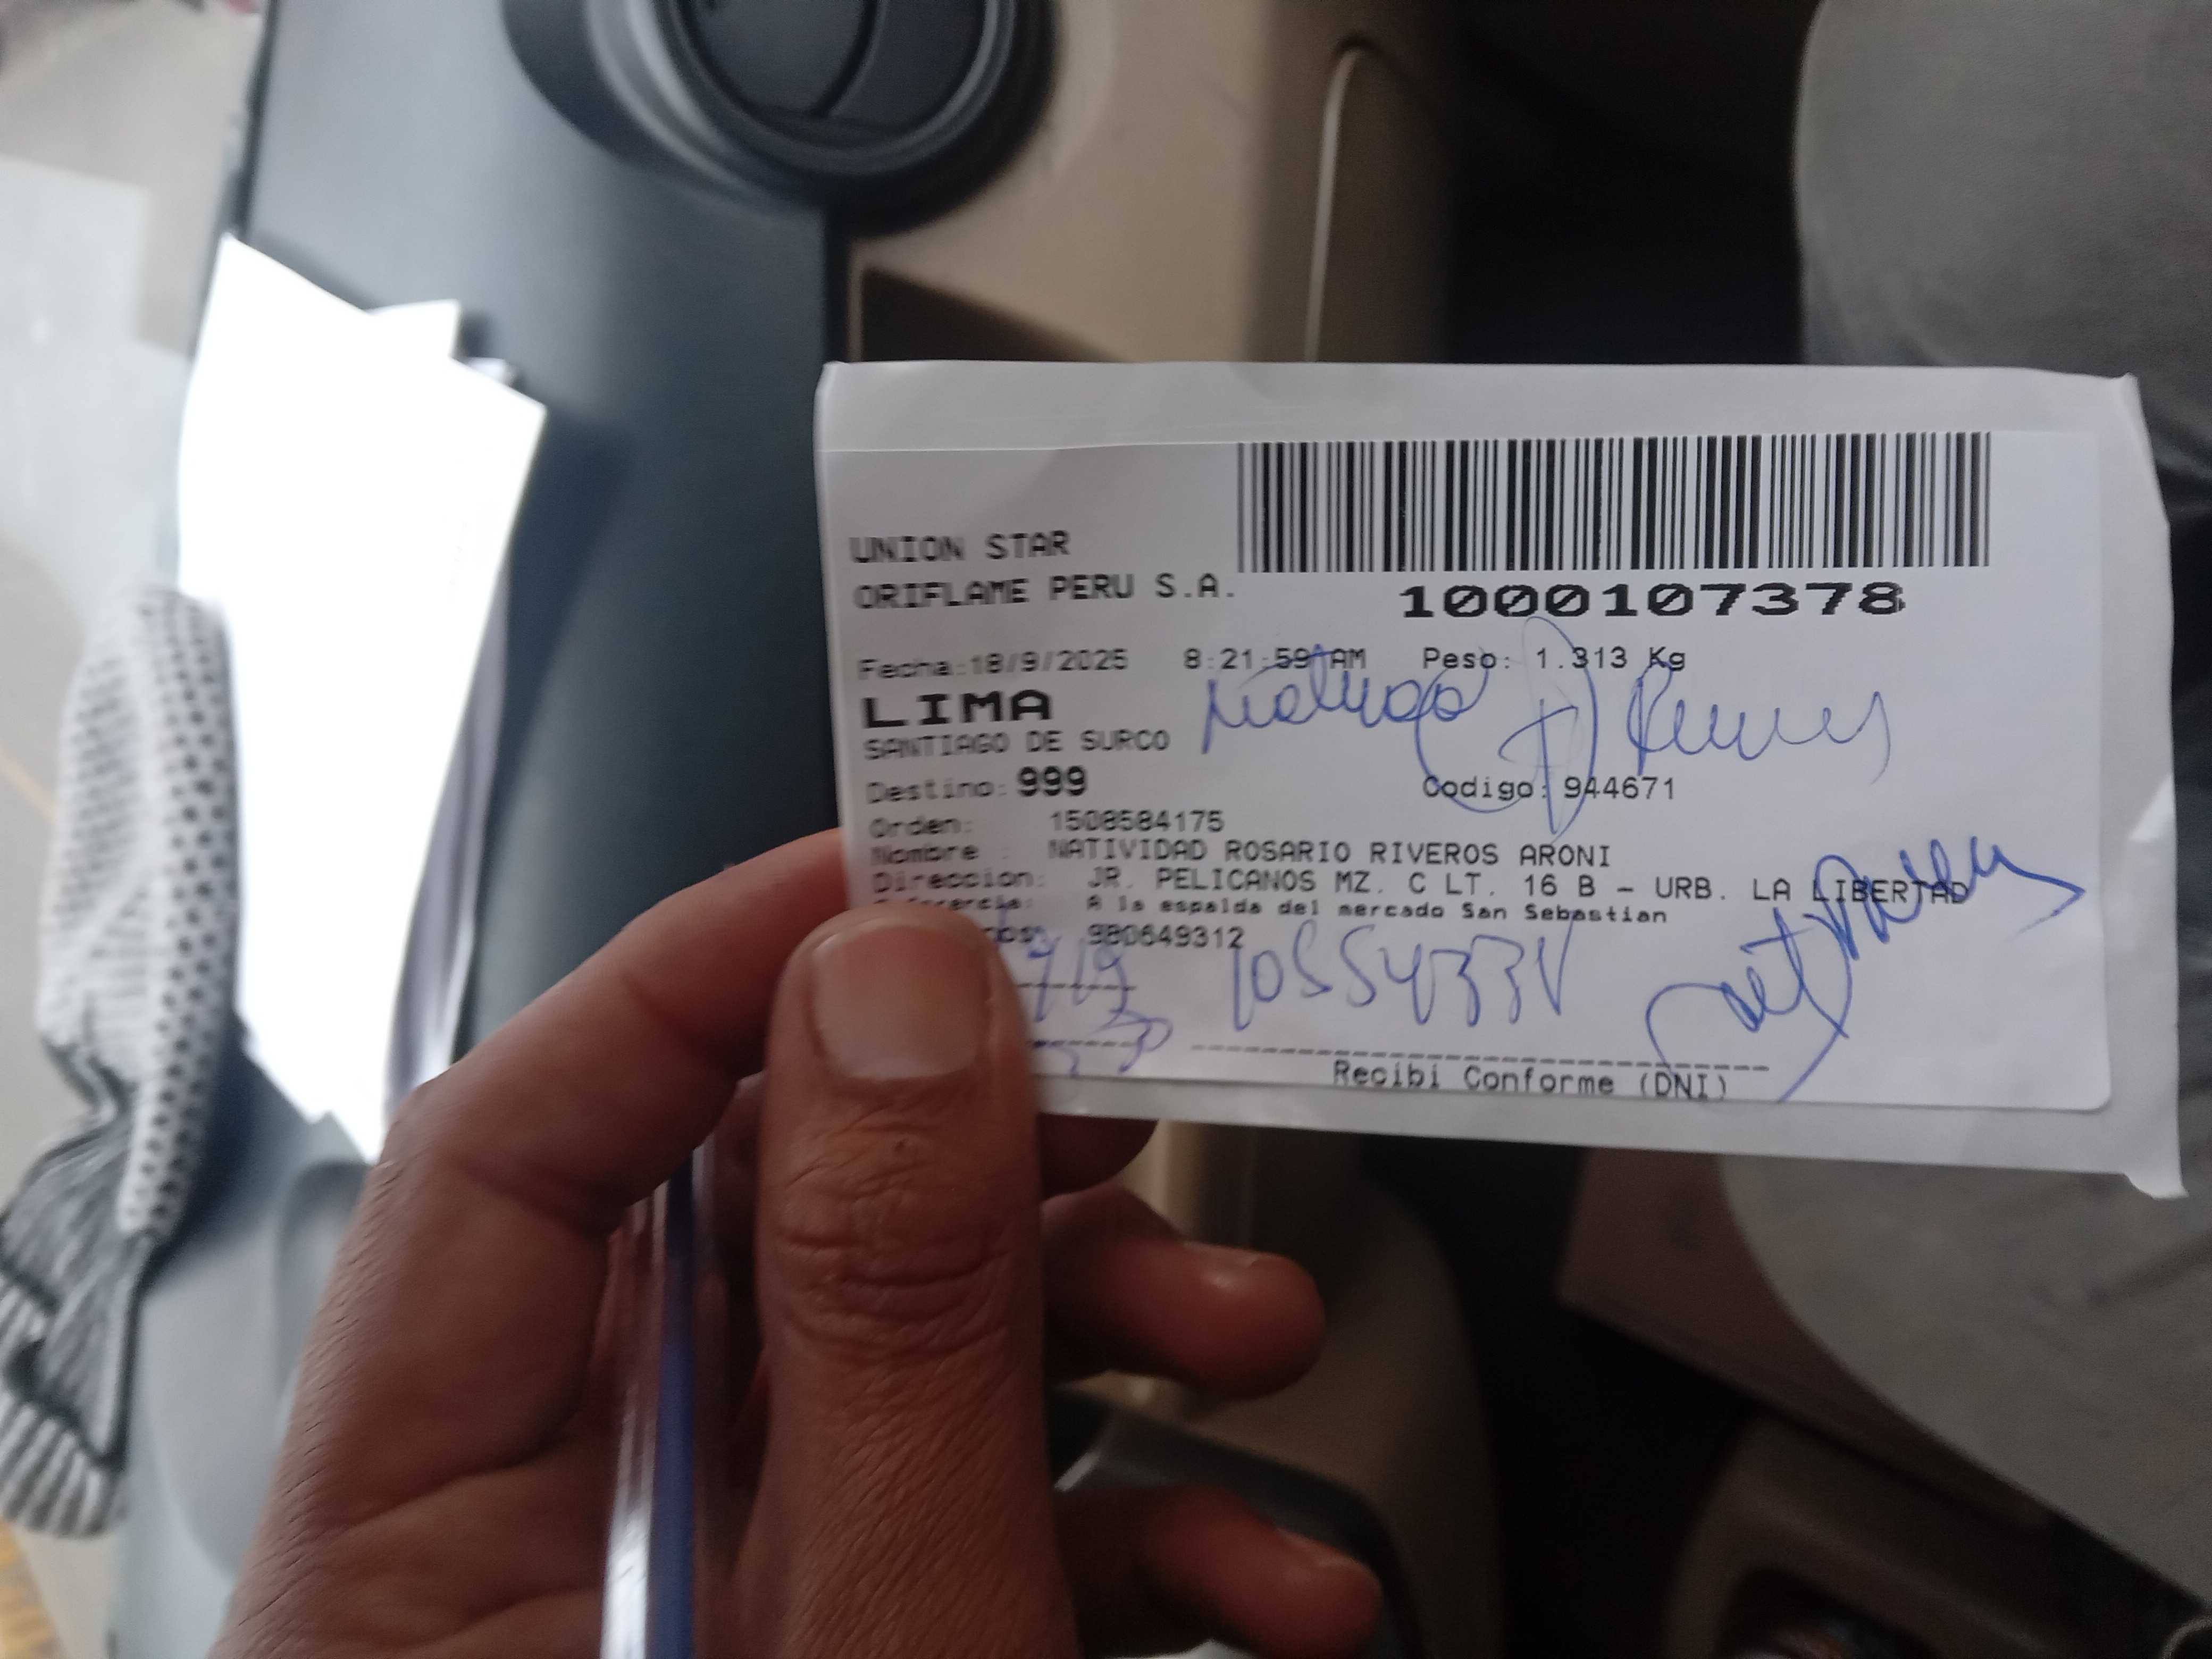 UNION STAR
ORIFLAME PERU S.A.
1000107378
Fecha:18/9/2025 8:21:59 AM Peso: 1.313 Kg
LIMA
SANTIAGO DE SURCO
Destino: 999 Codigo: 944671
Orden: 1508584175
Nombre : NATIVIDAD ROSARIO RIVEROS ARONI
Direccion: JR. PELICANOS MZ. C LT. 16 B - URB. LA LIBERTAD
A la espalda del mercado San Sebastian
980649312
Recibi Conforme (DNI)